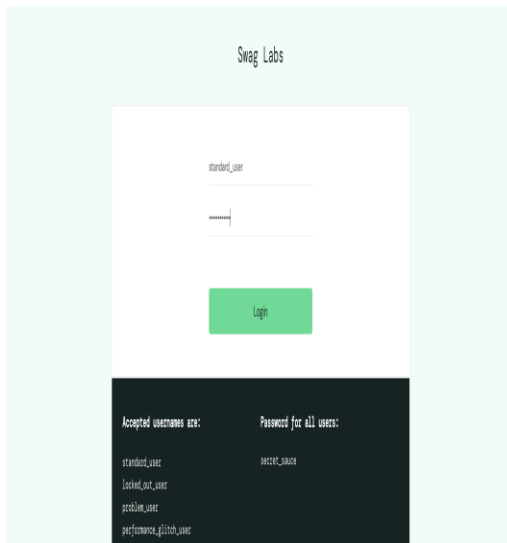 Swag Labs
standard_user
Login
Accepted usernames are:
standard_user
locked_out_user
problem_user
performance_glitch_user
Password for all users:
secret_sauce